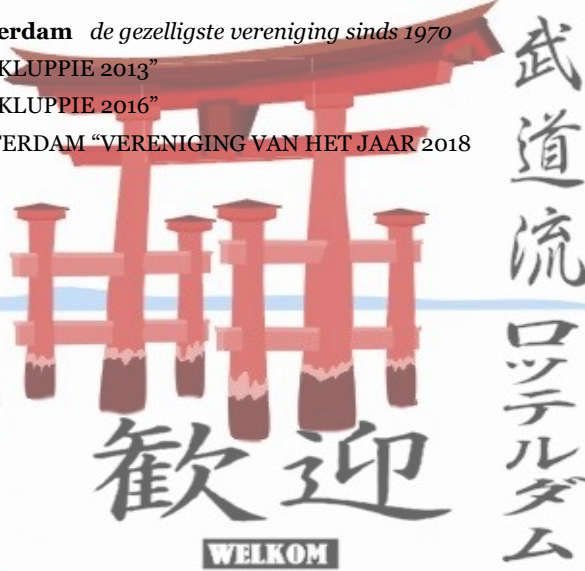 erdam de gezelligste vereniging sinds 1970
KLUPPIE 2013”
KLUPPIE 2016”
TERDAM “VERENIGING VAN HET JAAR 2018
武道流ロッテルダム
歓迎
WELKOM